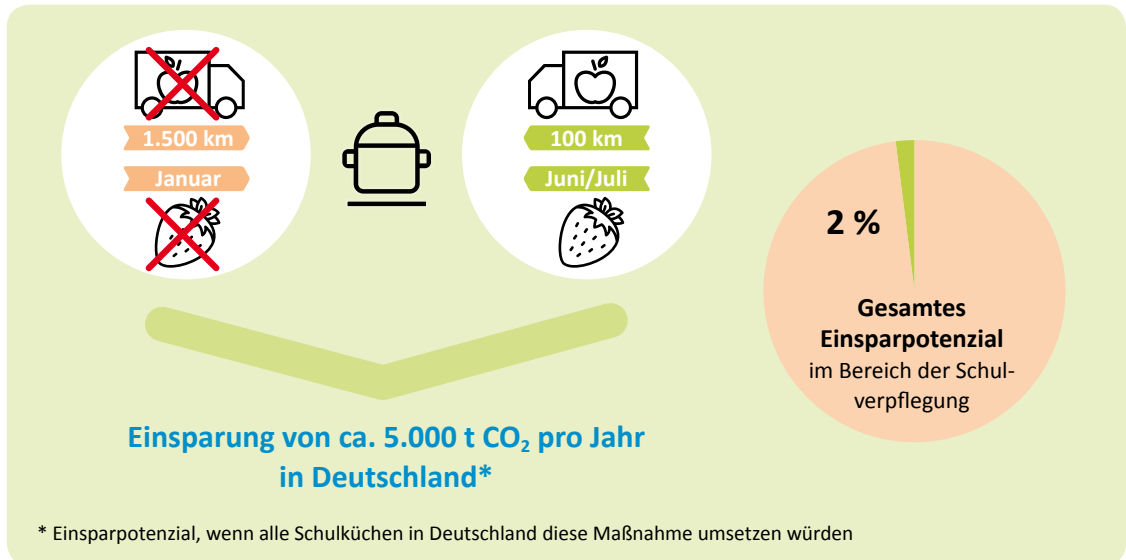 1.500 km
Januar
100 km
Juni/Juli
2 %
Gesamtes
Einsparpotenzial
im Bereich der Schul-
verpflegung
Einsparung von ca. 5.000 t CO₂ pro Jahr
in Deutschland*
* Einsparpotenzial, wenn alle Schulküchen in Deutschland diese Maßnahme umsetzen würden